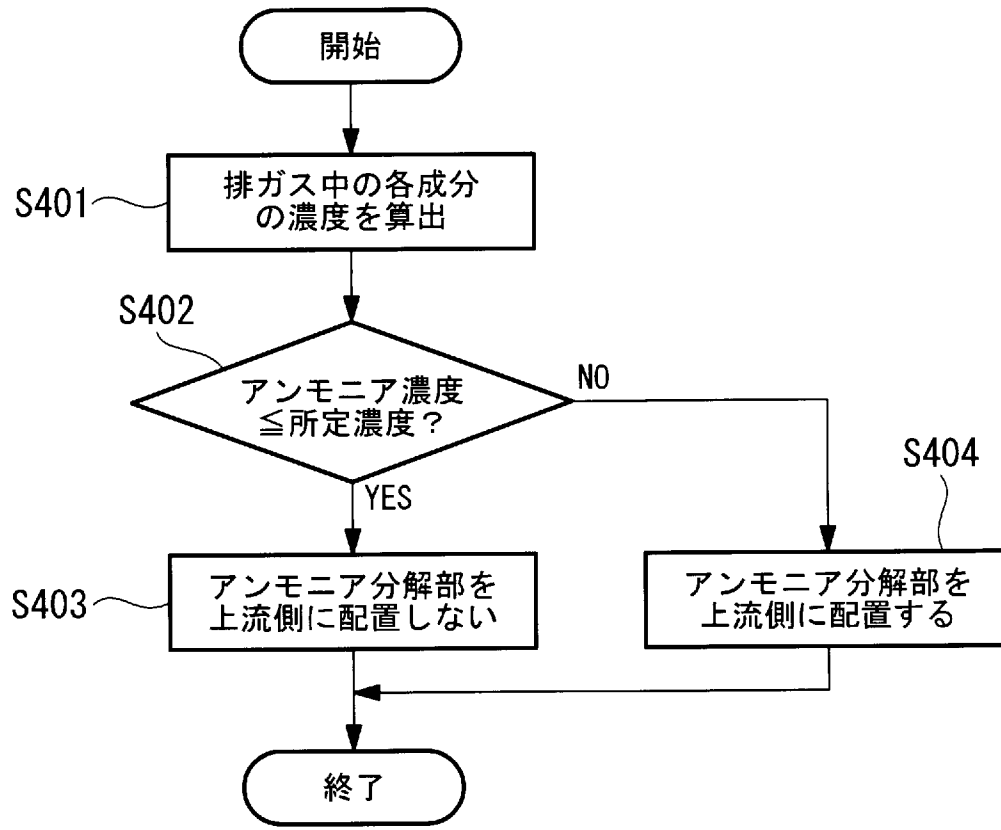 開始
S401
排ガス中の各成分
の濃度を算出
S402
アンモニア濃度
≦所定濃度?
NO
YES
S403
アンモニア分解部を
上流側に配置しない
S404
アンモニア分解部を
上流側に配置する
終了